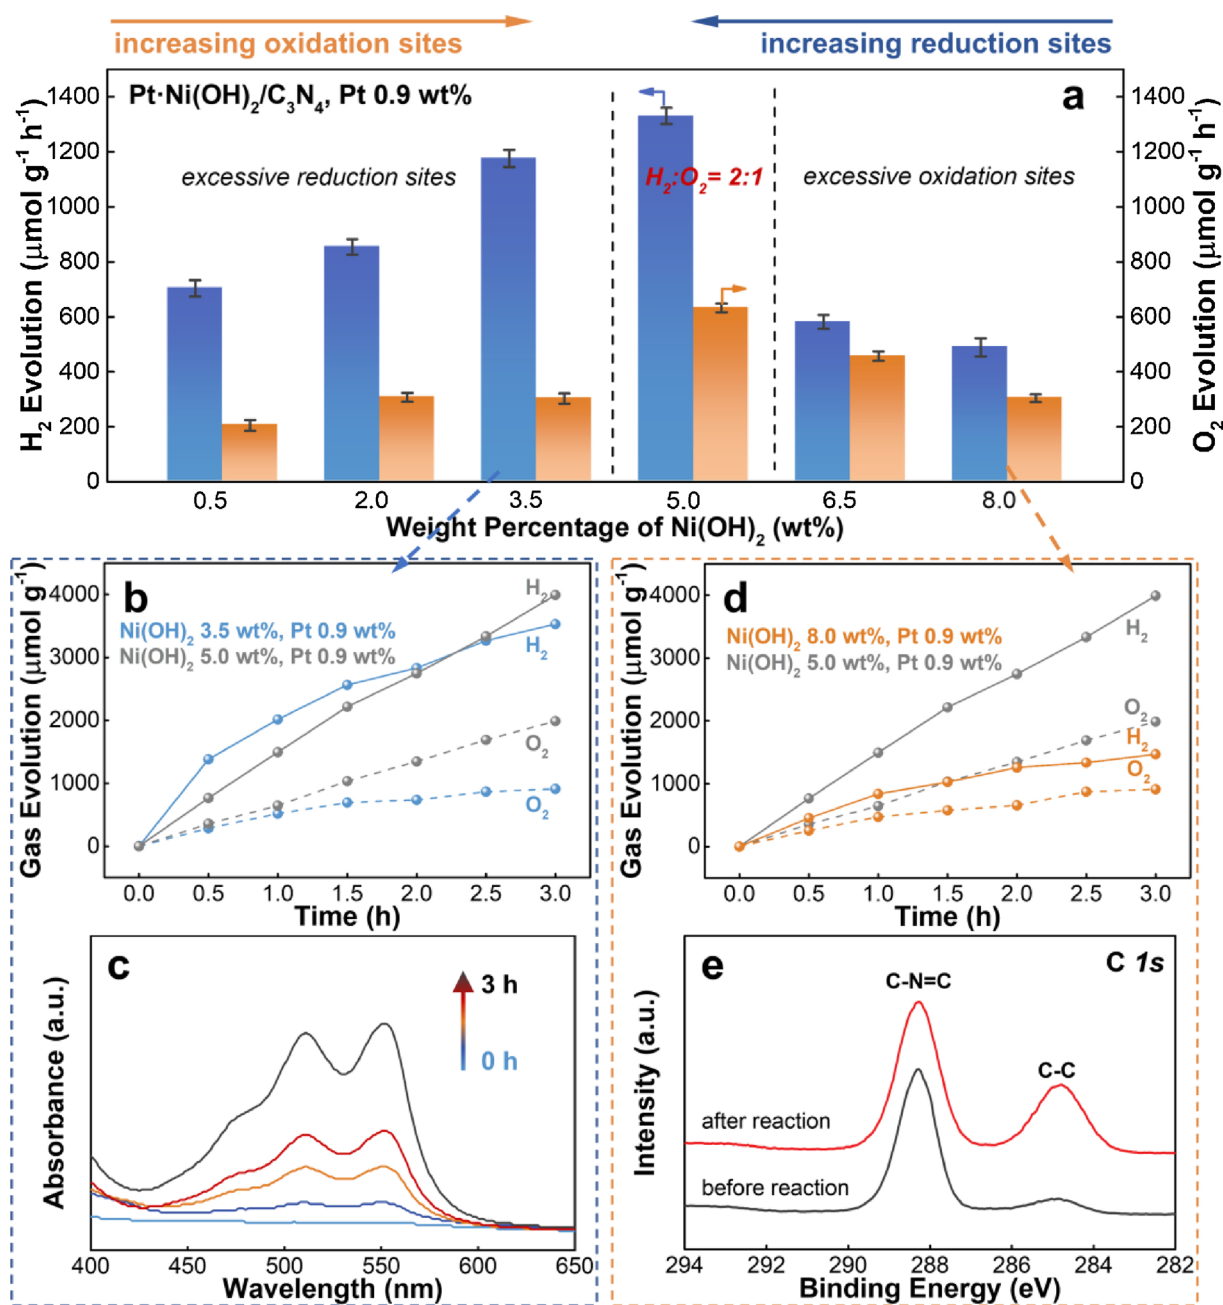 increasing oxidation sites
increasing reduction sites
Pt·Ni(OH)₂/C₃N₄, Pt 0.9 wt%
a
excessive reduction sites
H₂:O₂= 2:1
excessive oxidation sites
H₂ Evolution (μmol g⁻¹ h⁻¹)
1400
1200
1000
800
600
400
200
0
O₂ Evolution (μmol g⁻¹ h⁻¹)
1400
1200
1000
800
600
400
200
0
0.5 2.0 3.5 5.0 6.5 8.0
Weight Percentage of Ni(OH)₂ (wt%)
b
Ni(OH)₂ 3.5 wt%, Pt 0.9 wt%
Ni(OH)₂ 5.0 wt%, Pt 0.9 wt%
H₂
H₂
O₂
O₂
Gas Evolution (μmol g⁻¹)
4000
3000
2000
1000
0
0.0 0.5 1.0 1.5 2.0 2.5 3.0
Time (h)
d
Ni(OH)₂ 8.0 wt%, Pt 0.9 wt%
Ni(OH)₂ 5.0 wt%, Pt 0.9 wt%
H₂
O₂
H₂
O₂
Gas Evolution (μmol g⁻¹)
4000
3000
2000
1000
0
0.0 0.5 1.0 1.5 2.0 2.5 3.0
Time (h)
c
3 h
0 h
Absorbance (a.u.)
400 450 500 550 600 650
Wavelength (nm)
e
C 1s
C-N=C
C-C
after reaction
before reaction
Intensity (a.u.)
294 292 290 288 286 284 282
Binding Energy (eV)